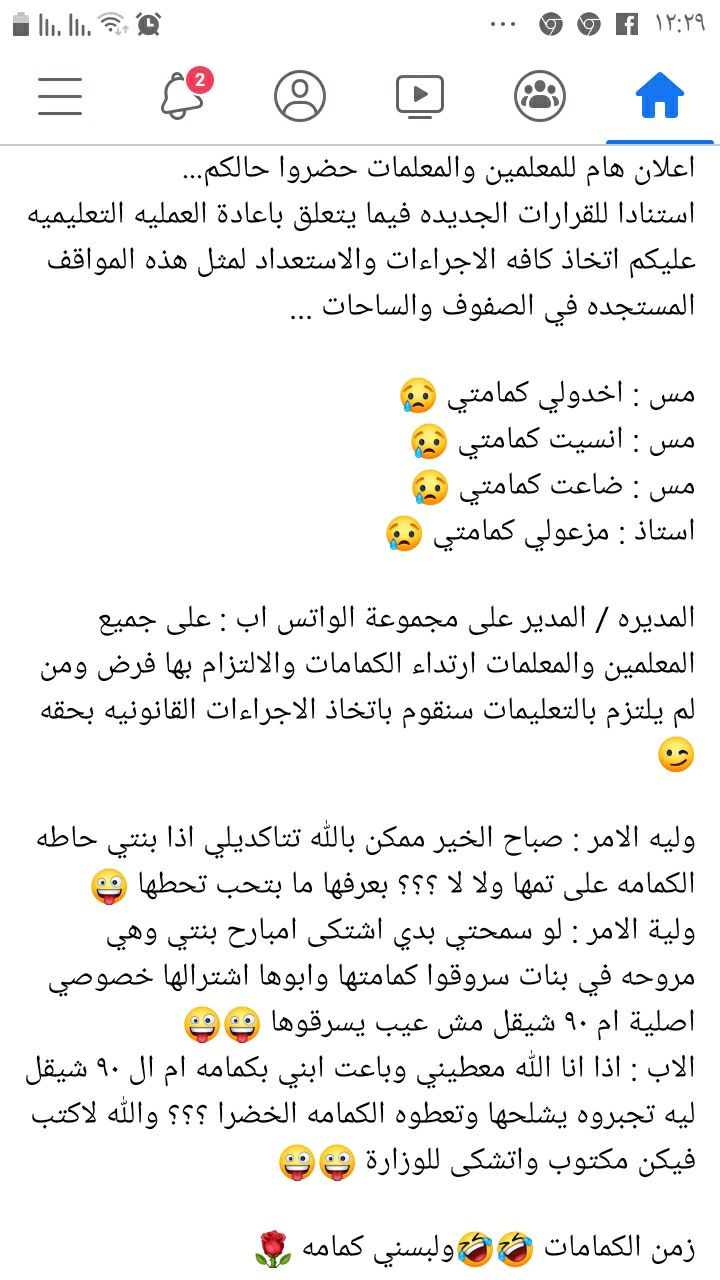 ١٢:٢٩
2
اعلان هام للمعلمين والمعلمات حضروا حالكم...
استنادا للقرارات الجديده فيما يتعلق باعادة العمليه التعليميه
عليكم اتخاذ كافه الاجراءات والاستعداد لمثل هذه المواقف
المستجده في الصفوف والساحات ...
مس : اخدولي كمامتي 😢
مس : انسيت كمامتي 😢
مس : ضاعت كمامتي 😢
استاذ : مزعولي كمامتي 😢
المديره / المدير على مجموعة الواتس اب : على جميع
المعلمين والمعلمات ارتداء الكمامات والالتزام بها فرض ومن
لم يلتزم بالتعليمات سنقوم باتخاذ الاجراءات القانونيه بحقه
😉
وليه الامر : صباح الخير ممكن بالله تتاكديلي اذا بنتي حاطه
الكمامه على تمها ولا لا ؟؟؟ بعرفها ما بتحب تحطها 🤪
ولية الامر : لو سمحتي بدي اشتكى امبارح بنتي وهي
مروحه في بنات سروقوا كمامتها وابوها اشترالها خصوصي
اصلية ام ٩٠ شيقل مش عيب يسرقوها 🤪🤪
الاب : اذا انا الله معطيني وباعت ابني بكمامه ام ال ٩٠ شيقل
ليه تجبروه يشلحها وتعطوه الكمامه الخضرا ؟؟؟ والله لاكتب
فيكن مكتوب واتشكى للوزارة 🤪🤪
زمن الكمامات 🤣🤣ولبسني كمامه 🌹